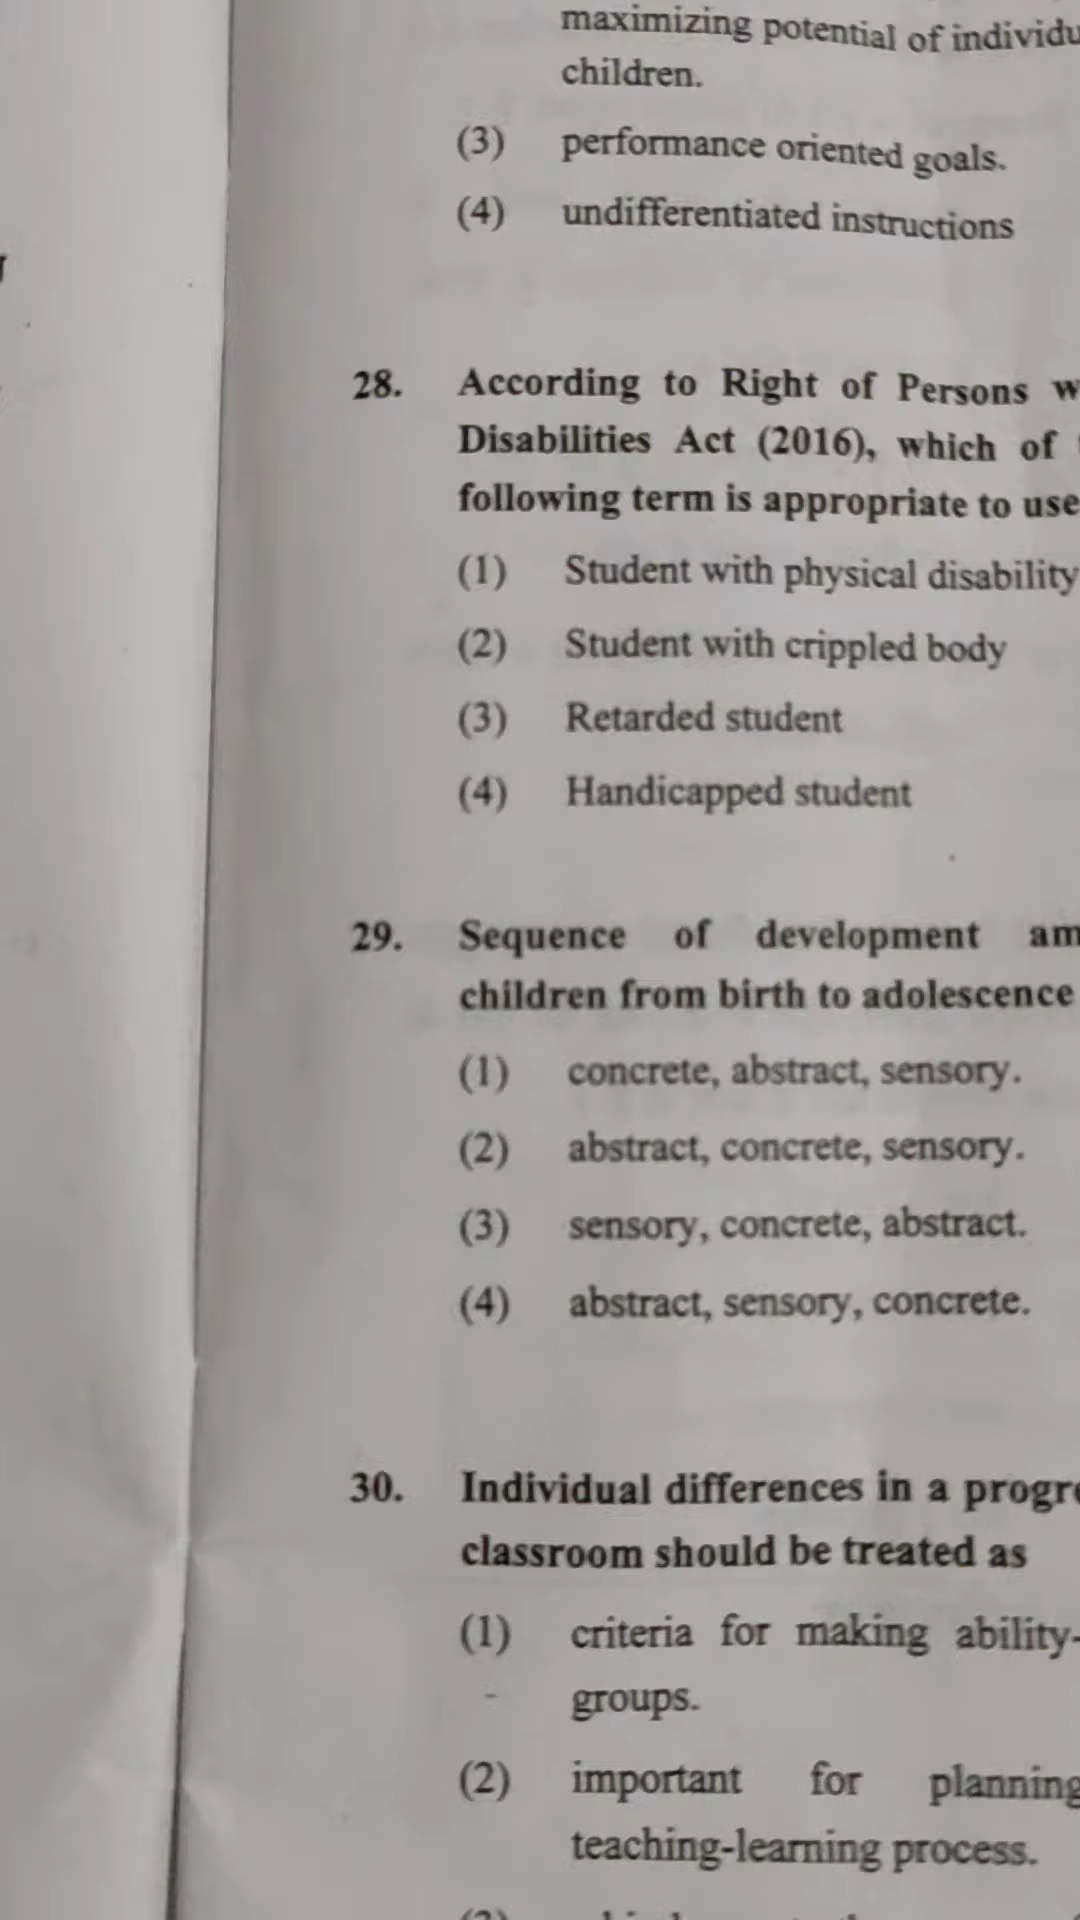 maximizing potential of
children.
(3) performance oriented goals.
(4) undifferentiated instructions
28. According to Right of Persons
Disabilities Act (2016), which of
following term is appropriate to use
(1) Student with physical disability
(2) Student with crippled body
(3) Retarded student
(4) Handicapped student
29. Sequence of development
children from birth to adolescence
(1) concrete, abstract, sensory.
(2) abstract, concrete, sensory.
(3) sensory, concrete, abstract.
(4) abstract, sensory, concrete.
30. Individual differences in a
classroom should be treated as
(1) criteria for making ability-
groups.
(2) important for planning
teaching-learning process.